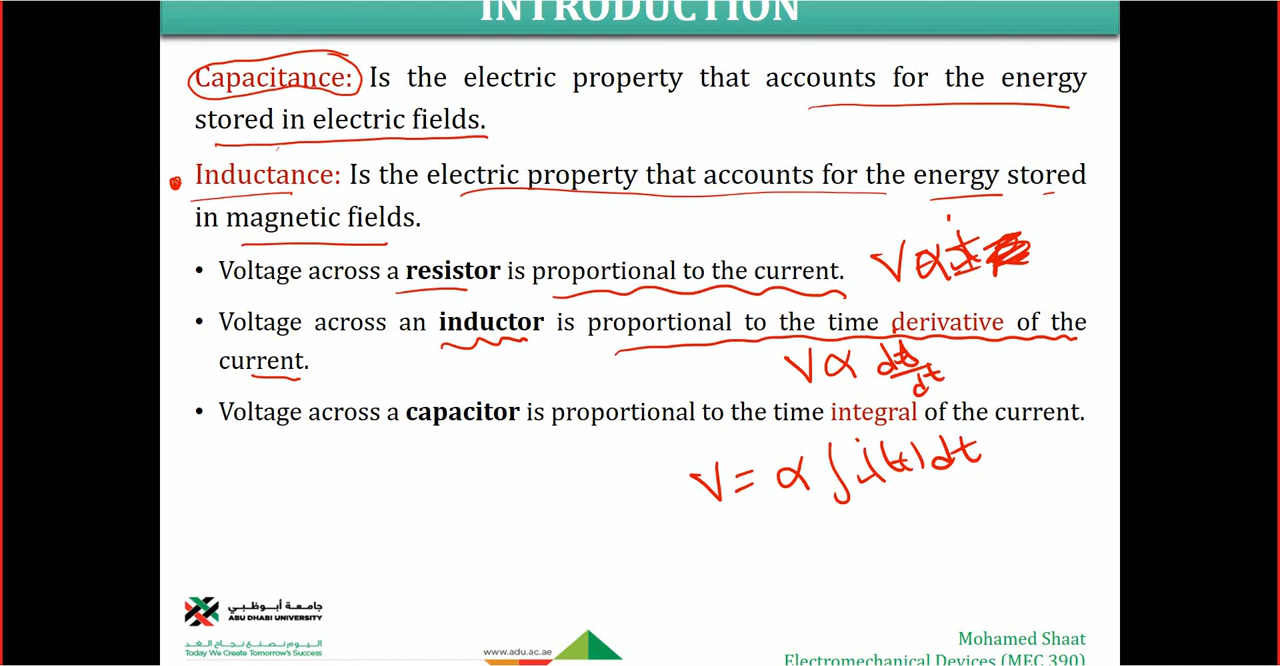 INTRODUCTION
Capacitance: Is the electric property that accounts for the energy
stored in electric fields.
Inductance: Is the electric property that accounts for the energy stored
in magnetic fields.
• Voltage across a resistor is proportional to the current.
V α i
• Voltage across an inductor is proportional to the time derivative of the
current.
V α
• Voltage across a capacitor is proportional to the time integral of the current.
V = α ∫ i(t) dt
جامعة أبوظبي
ABU DHABI UNIVERSITY
اليوم نصنع نجاح الغد
Today We Create Tomorrow's Success
www.adu.ac.ae
Mohamed Shaat
Electromechanical Devices (MEC 390)